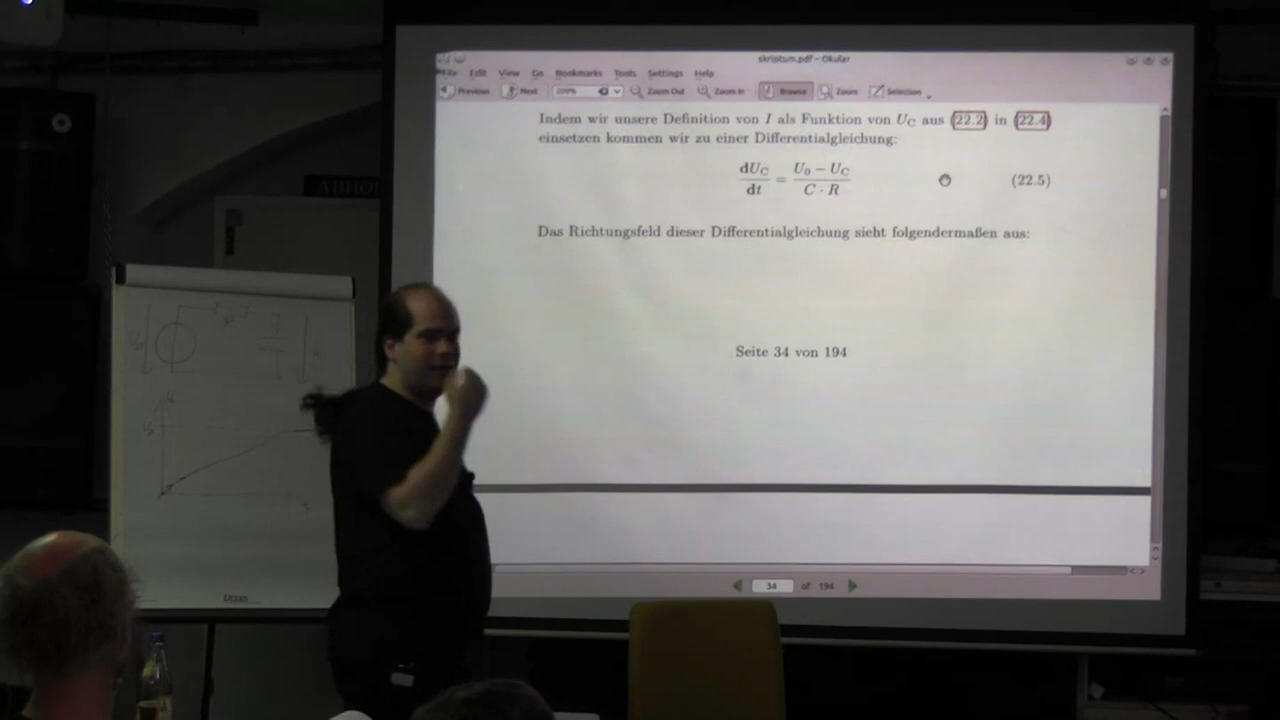 skriptum.pdf – Okular
File Edit View Go Bookmarks Tools Settings Help
Previous Next 200% Zoom Out Zoom In Browse Zoom Selection
Indem wir unsere Definition von I als Funktion von U_C aus (22.2) in (22.4)
einsetzen kommen wir zu einer Differentialgleichung:
dU_C/dt = (U_0 − U_C)/(C · R) (22.5)
Das Richtungsfeld dieser Differentialgleichung sieht folgendermaßen aus:
Seite 34 von 194
34 of 194
ABHOL